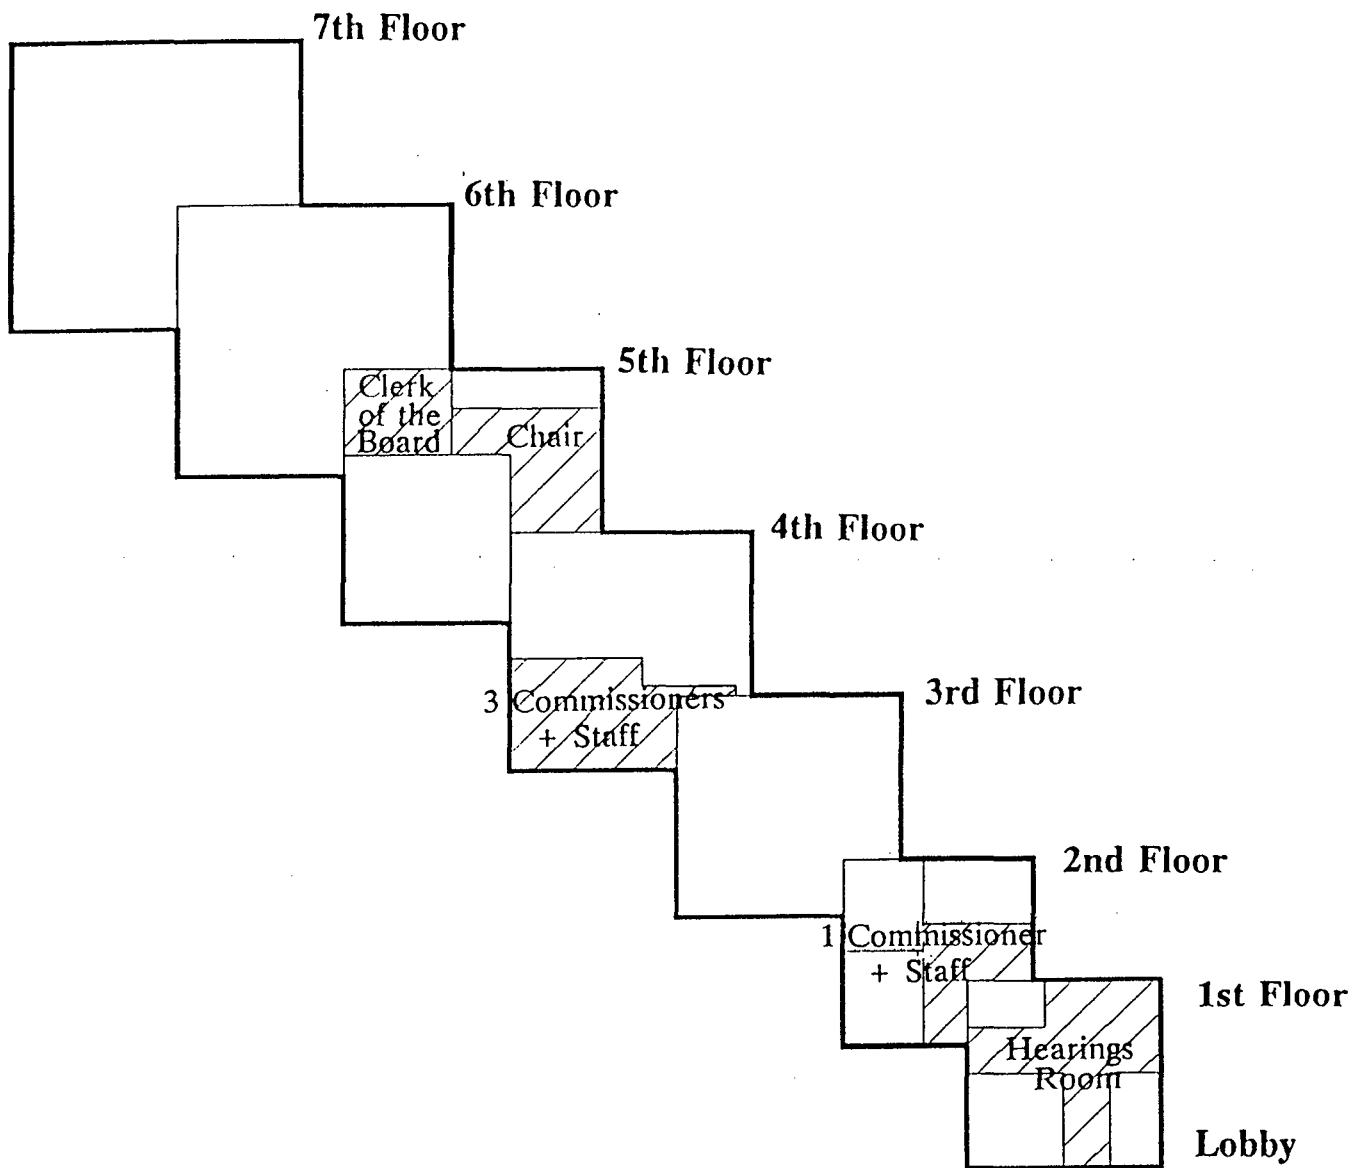 7th Floor
6th Floor
5th Floor
Clerk
of the
Board
Chair
4th Floor
3 Commissioners
+ Staff
3rd Floor
2nd Floor
1 Commissioner
+ Staff
1st Floor
Hearings
Room
Lobby